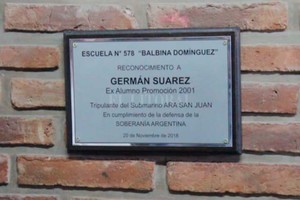 ESCUELA N° 578 "BALBINA DOMÍNGUEZ"
RECONOCIMIENTO A
GERMÁN SUAREZ
Ex Alumno Promoción 2001
Tripulante del Submarino ARA SAN JUAN
En cumplimiento de la defensa de la
SOBERANÍA ARGENTINA
20 de Noviembre de 2018